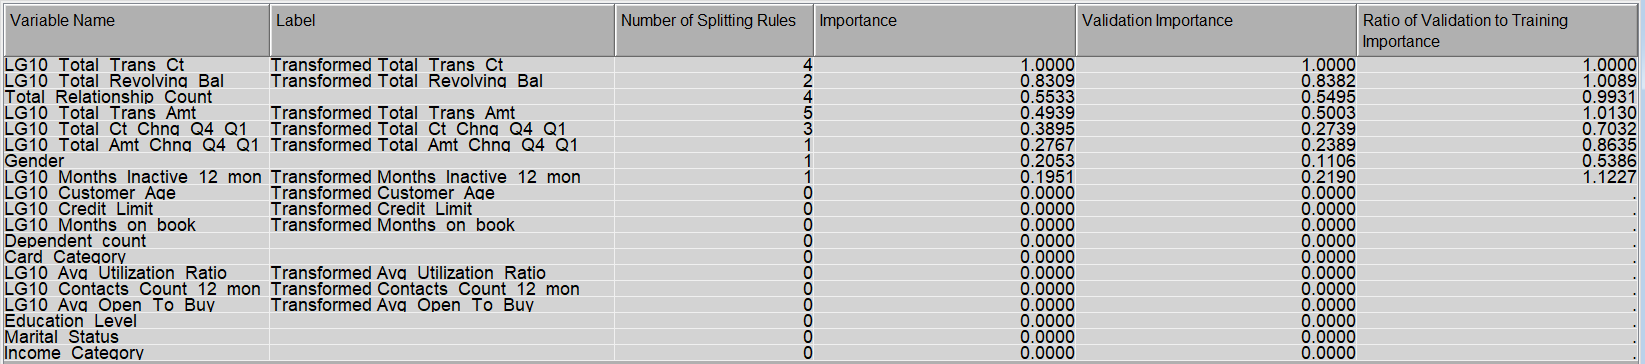 Variable Name Label Number of Splitting Rules Importance Validation Importance Ratio of Validation to Training Importance
LG10_Total_Trans_Ct Transformed Total_Trans_Ct 4 1.0000 1.0000 1.0000
LG10_Total_Revolving_Bal Transformed Total_Revolving_Bal 2 0.8309 0.8382 1.0089
Total_Relationship_Count 4 0.5533 0.5495 0.9931
LG10_Total_Trans_Amt Transformed Total_Trans_Amt 5 0.4939 0.5003 1.0130
LG10_Total_Ct_Chng_Q4_Q1 Transformed Total_Ct_Chng_Q4_Q1 3 0.3895 0.2739 0.7032
LG10_Total_Amt_Chng_Q4_Q1 Transformed Total_Amt_Chng_Q4_Q1 1 0.2767 0.2389 0.8635
Gender 1 0.2053 0.1106 0.5386
LG10_Months_Inactive_12_mon Transformed Months_Inactive_12_mon 1 0.1951 0.2190 1.1227
LG10_Customer_Age Transformed Customer_Age 0 0.0000 0.0000 .
LG10_Credit_Limit Transformed Credit_Limit 0 0.0000 0.0000 .
LG10_Months_on_book Transformed Months_on_book 0 0.0000 0.0000 .
Dependent_count 0 0.0000 0.0000 .
Card_Category 0 0.0000 0.0000 .
LG10_Avg_Utilization_Ratio Transformed Avg_Utilization_Ratio 0 0.0000 0.0000 .
LG10_Contacts_Count_12_mon Transformed Contacts_Count_12_mon 0 0.0000 0.0000 .
LG10_Avg_Open_To_Buy Transformed Avg_Open_To_Buy 0 0.0000 0.0000 .
Education_Level 0 0.0000 0.0000 .
Marital_Status 0 0.0000 0.0000 .
Income_Category 0 0.0000 0.0000 .